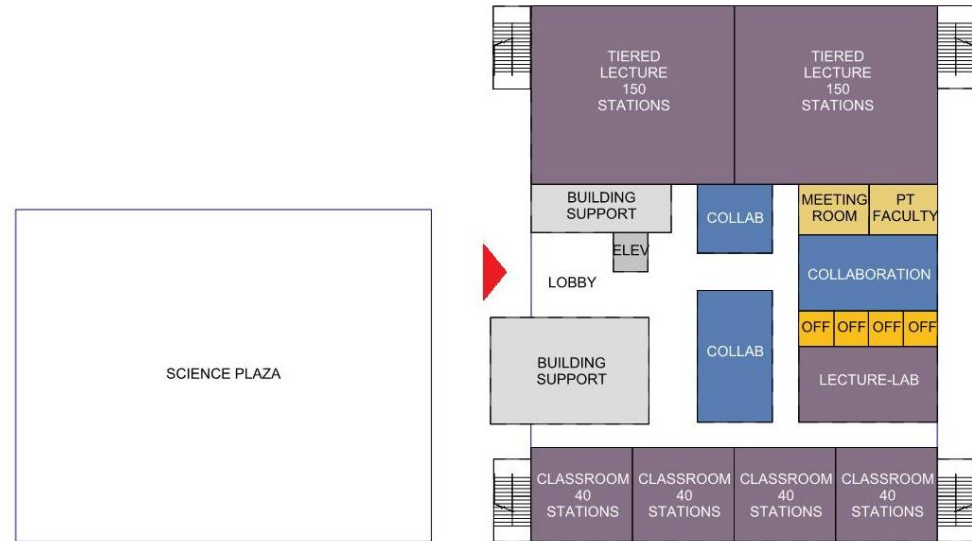 TIERED
LECTURE
150
STATIONS
TIERED
LECTURE
150
STATIONS
BUILDING
SUPPORT
COLLAB
MEETING
ROOM
PT
FACULTY
ELEV
LOBBY
COLLABORATION
OFF OFF OFF OFF
SCIENCE PLAZA
BUILDING
SUPPORT
COLLAB
LECTURE-LAB
CLASSROOM
40
STATIONS
CLASSROOM
40
STATIONS
CLASSROOM
40
STATIONS
CLASSROOM
40
STATIONS